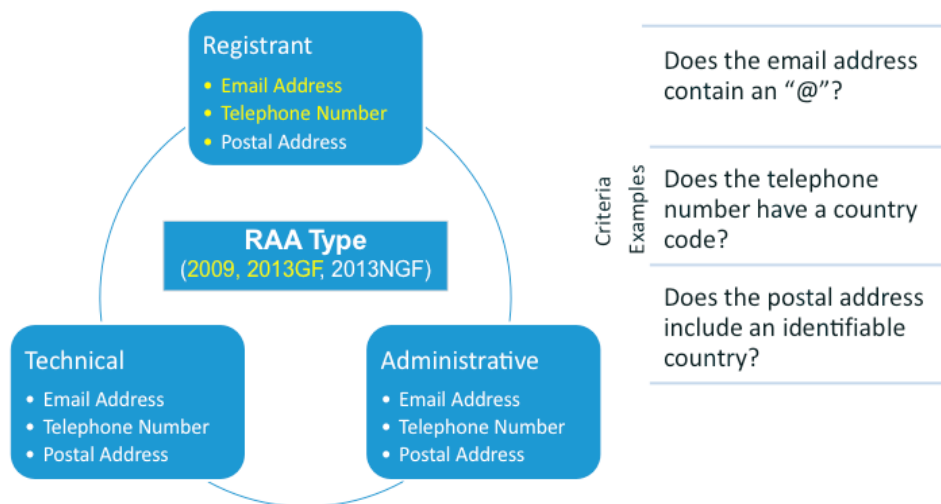 Registrant
• Email Address
• Telephone Number
• Postal Address
RAA Type
(2009, 2013GF, 2013NGF)
Technical
• Email Address
• Telephone Number
• Postal Address
Administrative
• Email Address
• Telephone Number
• Postal Address
Criteria
Examples
Does the email address
contain an “@”?
Does the telephone
number have a country
code?
Does the postal address
include an identifiable
country?